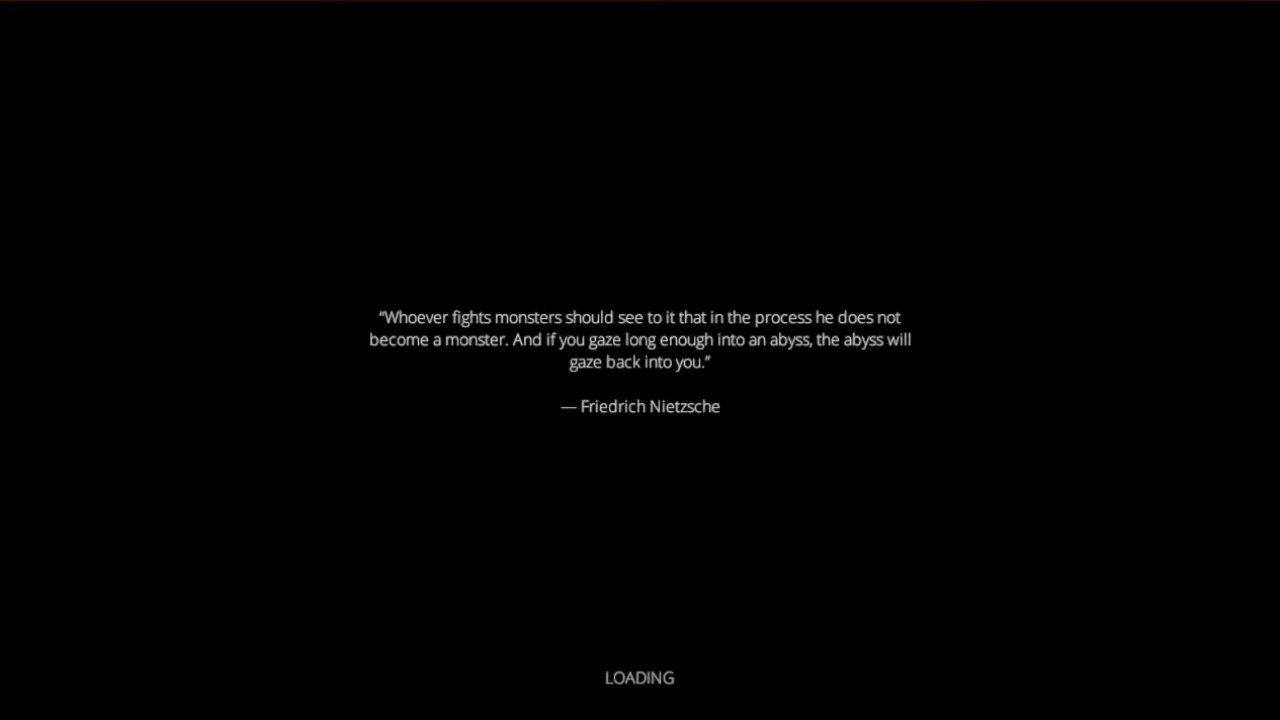 “Whoever fights monsters should see to it that in the process he does not
become a monster. And if you gaze long enough into an abyss, the abyss will
gaze back into you.”
— Friedrich Nietzsche
LOADING